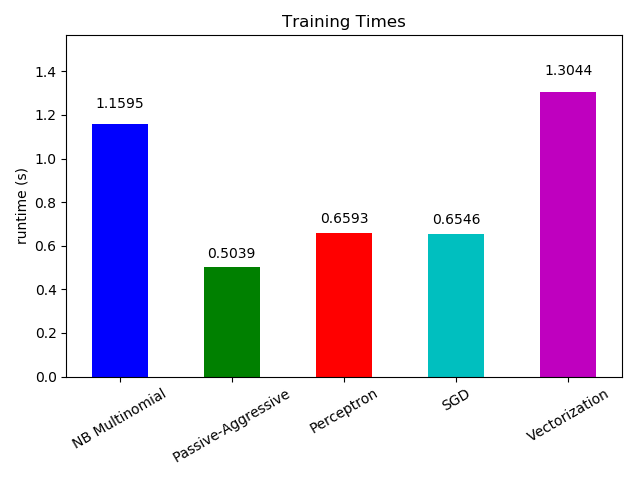 Training Times
runtime (s)
1.4
1.2
1.0
0.8
0.6
0.4
0.2
0.0
1.1595
0.5039
0.6593
0.6546
1.3044
NB Multinomial
Passive-Aggressive
Perceptron
SGD
Vectorization